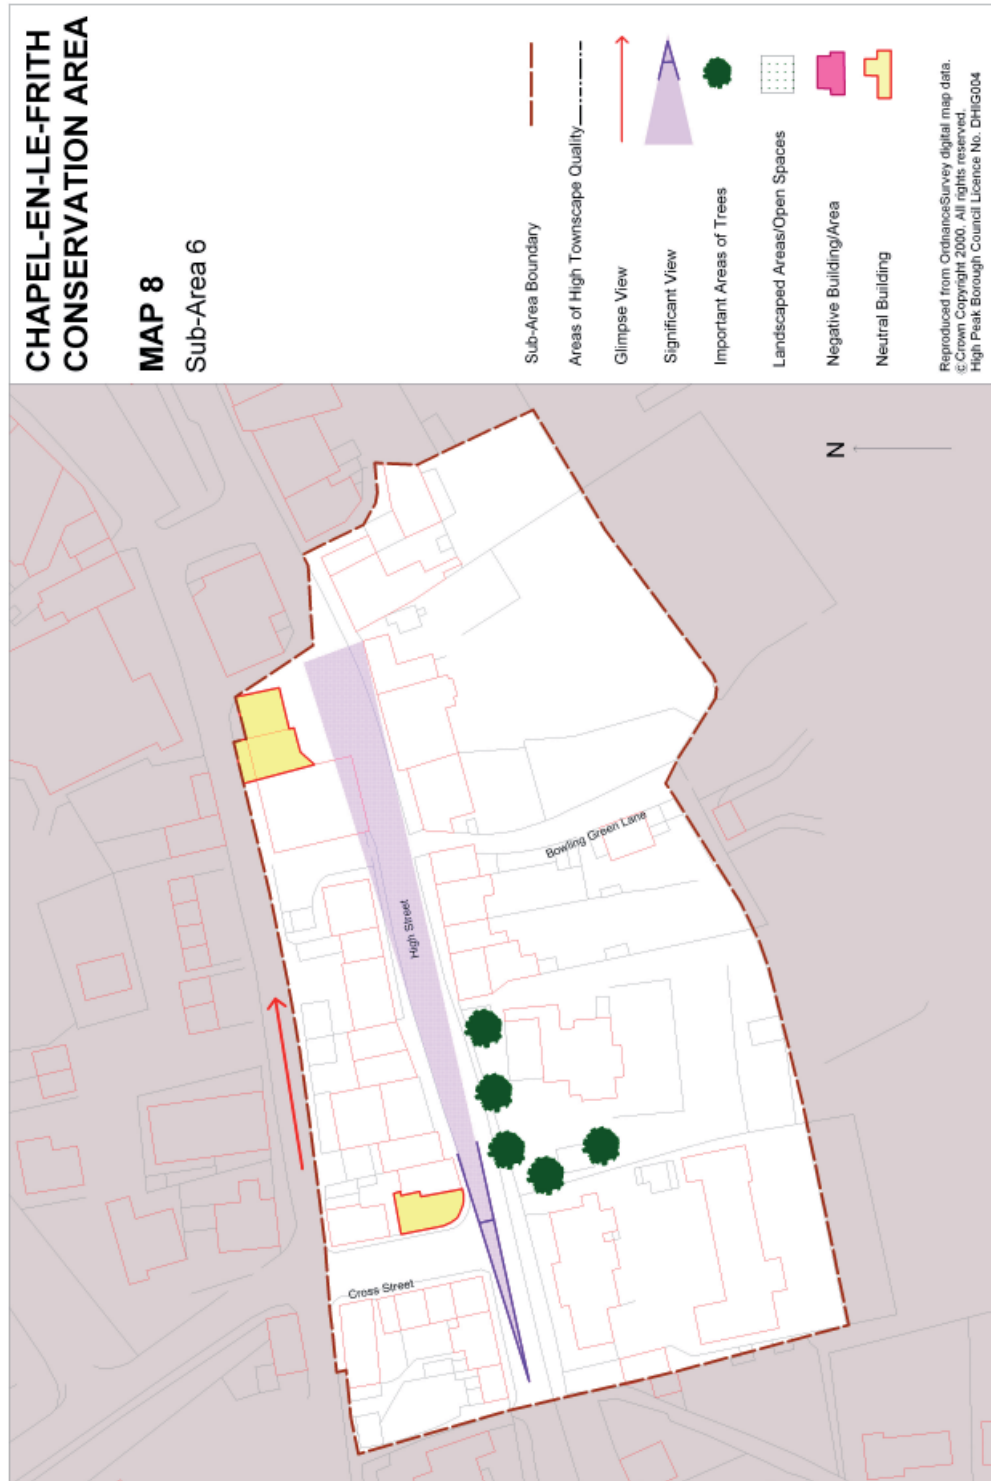 CHAPEL-EN-LE-FRITH
CONSERVATION AREA
MAP 8
Sub-Area 6
Sub-Area Boundary
Areas of High Townscape Quality
Glimpse View
Significant View
Important Areas of Trees
Landscaped Areas/Open Spaces
Negative Building/Area
Neutral Building
Reproduced from OrdnanceSurvey digital map data.
© Crown Copyright 2000. All rights reserved.
High Peak Borough Council Licence No. DHIG004
N
High Street
Bowling Green Lane
Cross Street